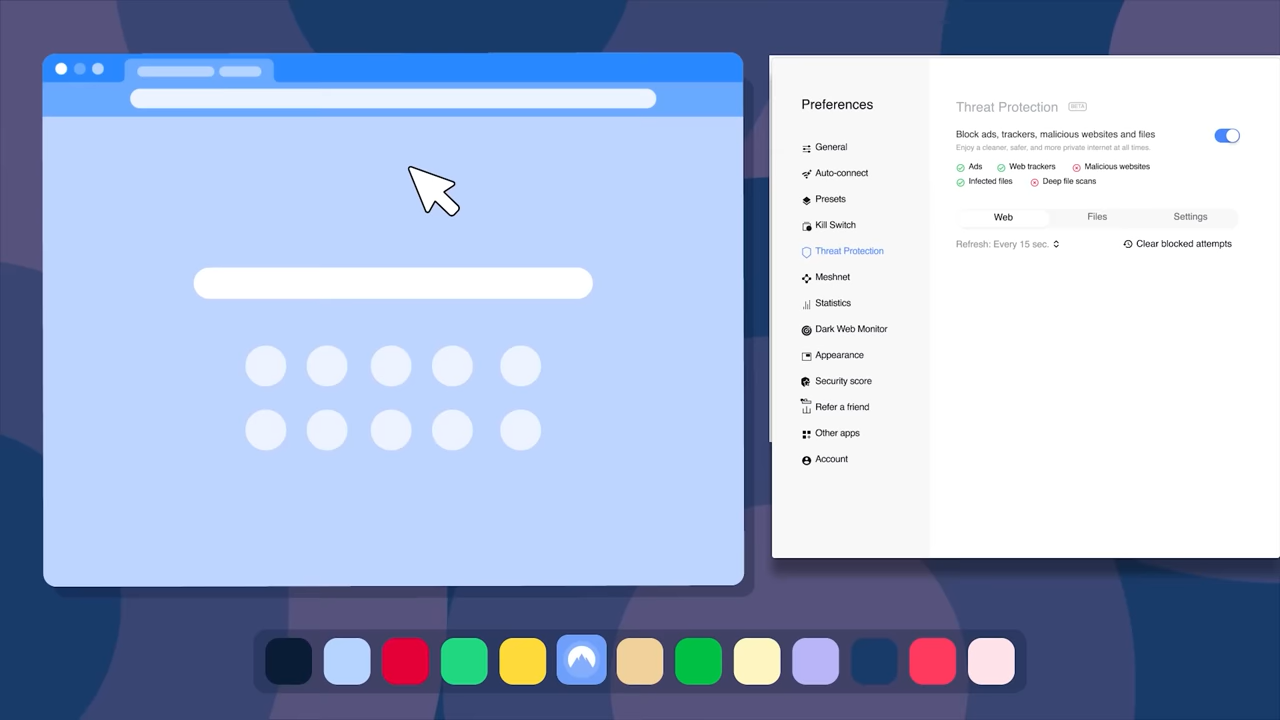 Preferences
General
Auto-connect
Presets
Kill Switch
Threat Protection
Meshnet
Statistics
Dark Web Monitor
Appearance
Security score
Refer a friend
Other apps
Account
Threat Protection BETA
Block ads, trackers, malicious websites and files
Enjoy a cleaner, safer, and more private internet at all times.
Ads Web trackers Malicious websites
Infected files Deep file scans
Web Files Settings
Refresh: Every 15 sec. Clear blocked attempts